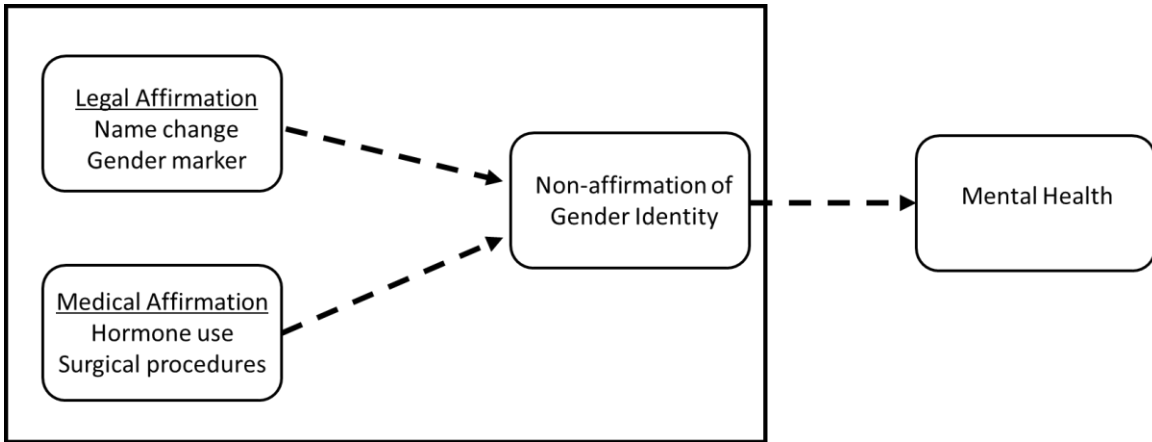 Legal Affirmation
Name change
Gender marker
Medical Affirmation
Hormone use
Surgical procedures
Non-affirmation of
Gender Identity
Mental Health